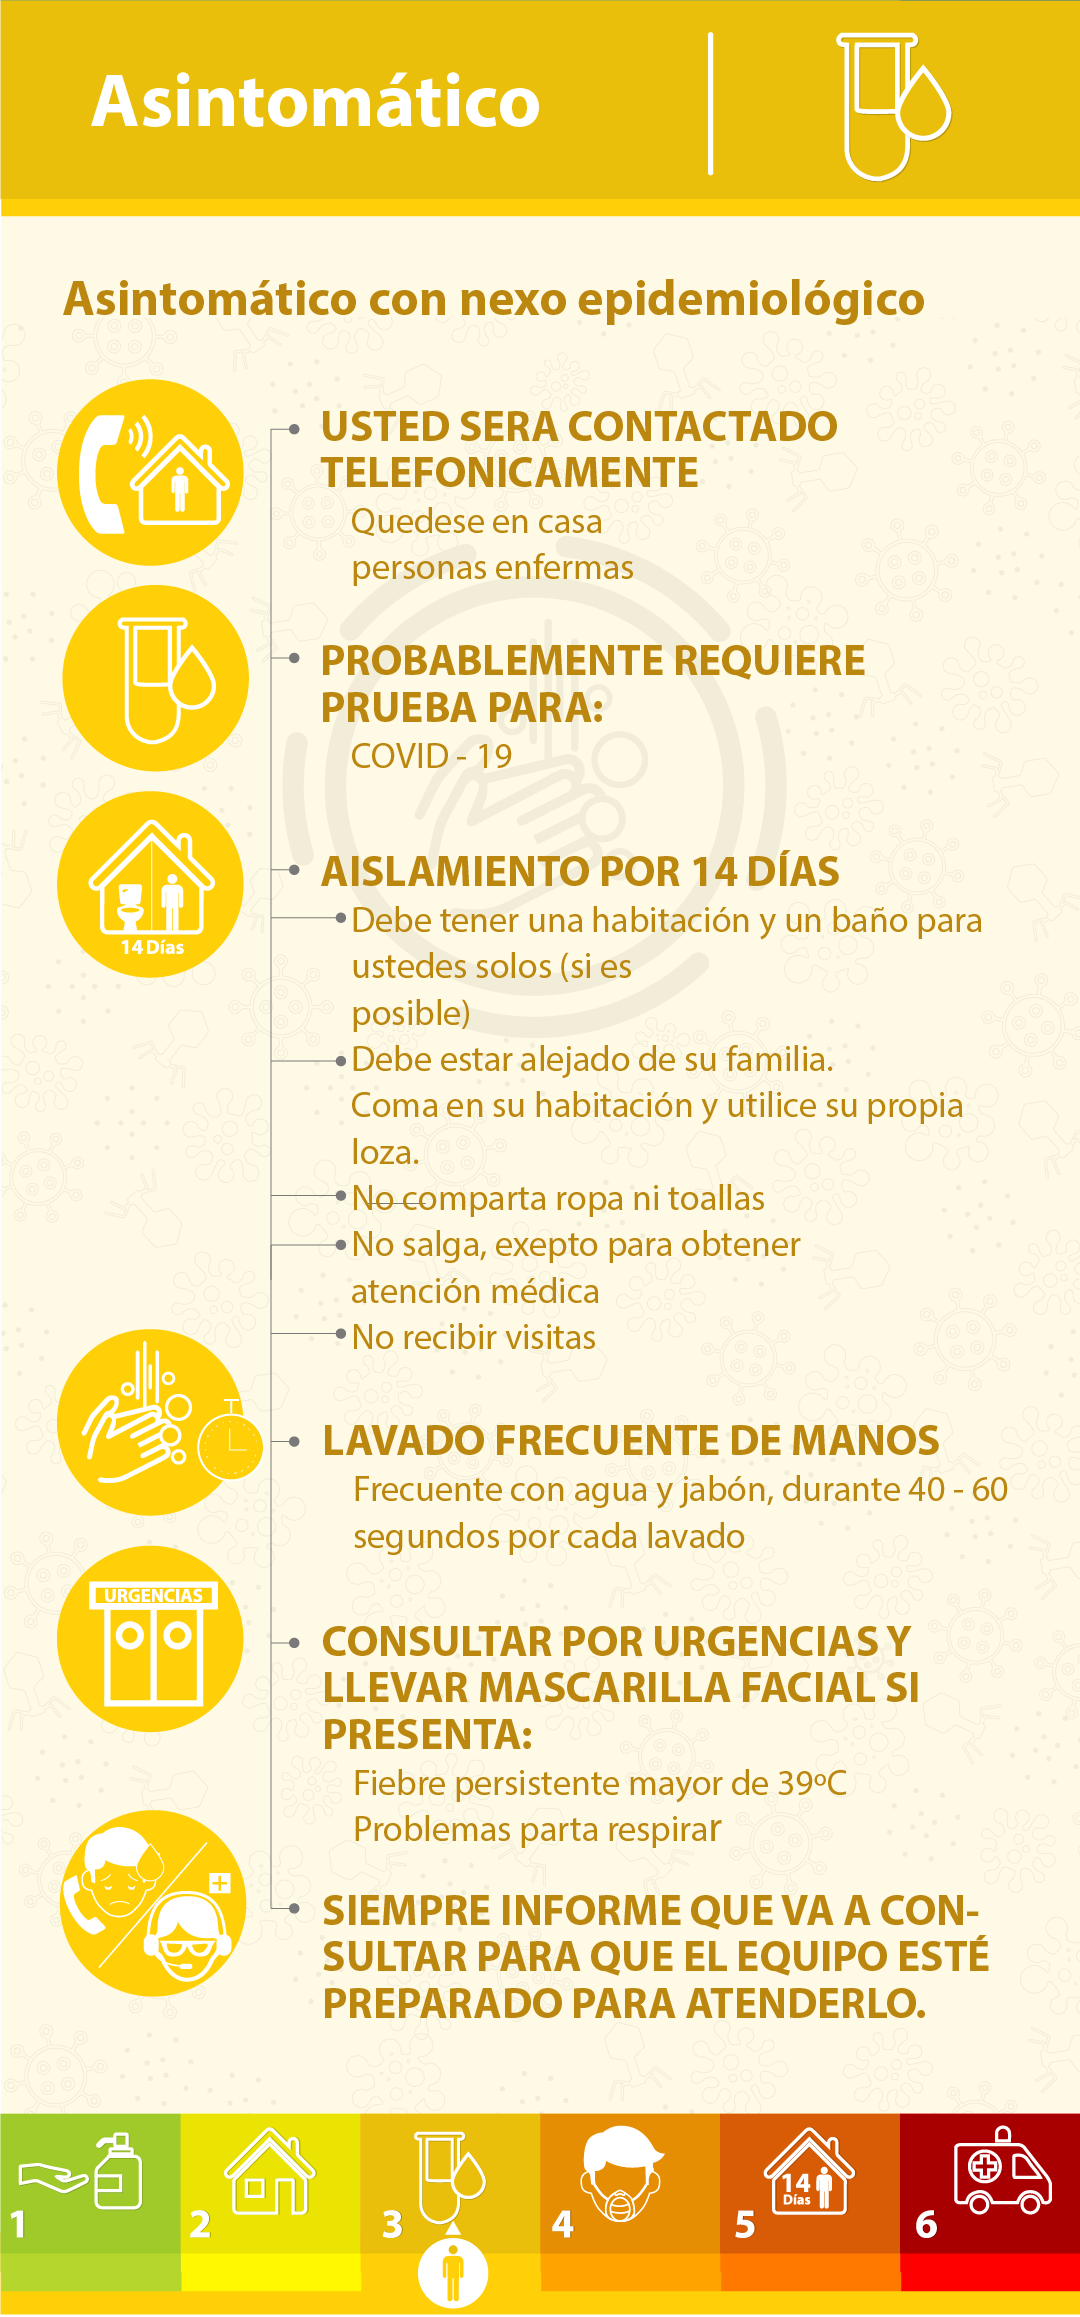 Asintomático
Asintomático con nexo epidemiológico
USTED SERA CONTACTADO
TELEFONICAMENTE
Quedese en casa
personas enfermas
PROBABLEMENTE REQUIERE
PRUEBA PARA:
COVID - 19
AISLAMIENTO POR 14 DÍAS
14 Días
Debe tener una habitación y un baño para
ustedes solos (si es
posible)
Debe estar alejado de su familia.
Coma en su habitación y utilice su propia
loza.
No comparta ropa ni toallas
No salga, exepto para obtener
atención médica
No recibir visitas
LAVADO FRECUENTE DE MANOS
Frecuente con agua y jabón, durante 40 - 60
segundos por cada lavado
URGENCIAS
CONSULTAR POR URGENCIAS Y
LLEVAR MASCARILLA FACIAL SI
PRESENTA:
Fiebre persistente mayor de 39ºC
Problemas parta respirar
SIEMPRE INFORME QUE VA A CON-
SULTAR PARA QUE EL EQUIPO ESTÉ
PREPARADO PARA ATENDERLO.
14
Días
1 2 3 4 5 6